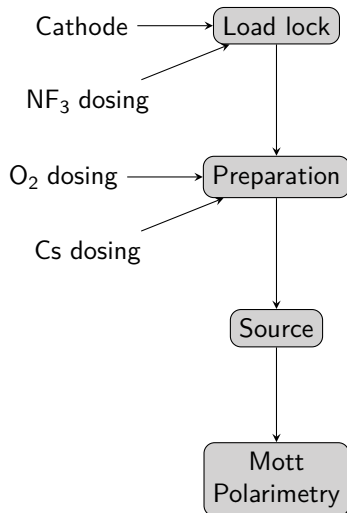 Cathode
Load lock
NF₃ dosing
O₂ dosing
Preparation
Cs dosing
Source
Mott
Polarimetry